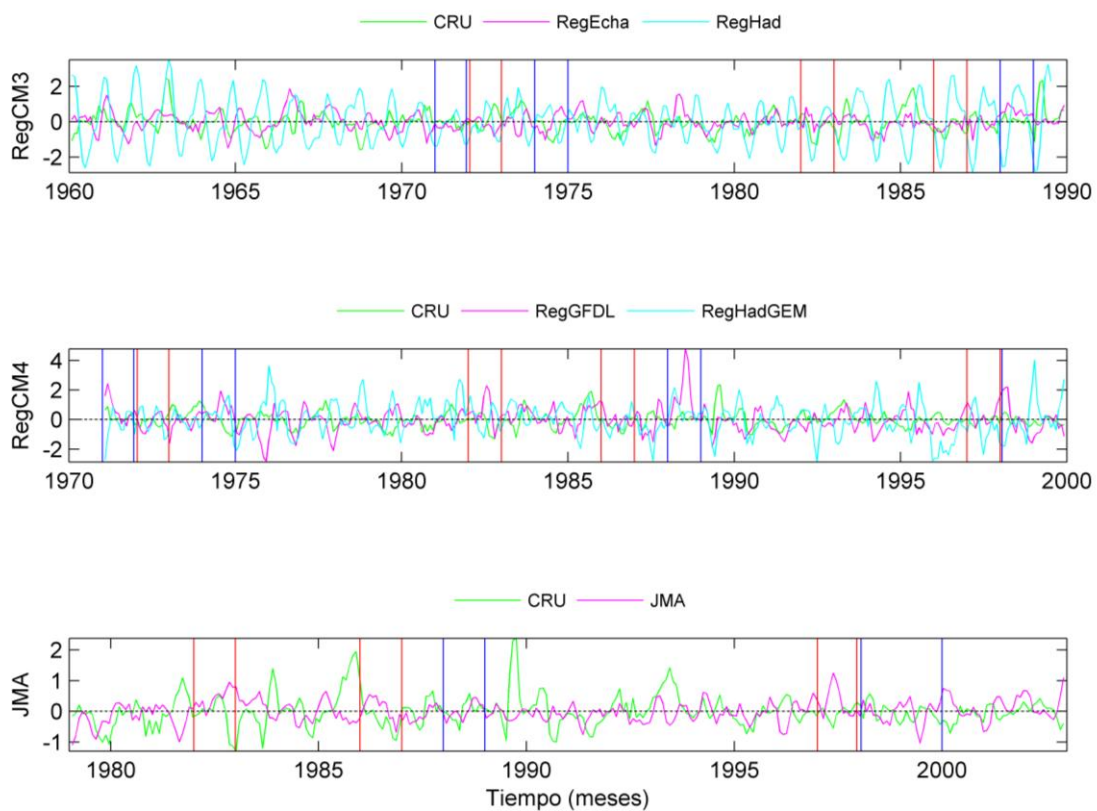 CRU RegEcha RegHad
RegCM3
2
0
-2
1960 1965 1970 1975 1980 1985 1990
CRU RegGFDL RegHadGEM
RegCM4
4
2
0
-2
1970 1975 1980 1985 1990 1995 2000
CRU JMA
JMA
2
1
0
-1
1980 1985 1990 1995 2000
Tiempo (meses)